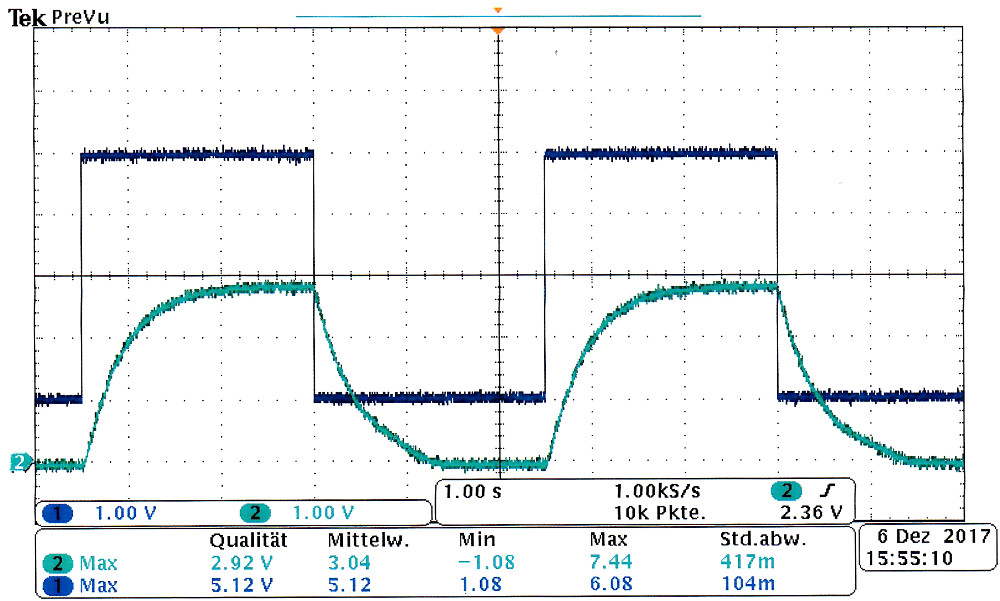 Tek PreVu
2
1 1.00 V 2 1.00 V
1.00 s 1.00kS/s 2
10k Pkte. 2.36 V
Qualität Mittelw. Min Max Std.abw.
2 Max 2.92 V 3.04 −1.08 7.44 417m
1 Max 5.12 V 5.12 1.08 6.08 104m
6 Dez 2017
15:55:10